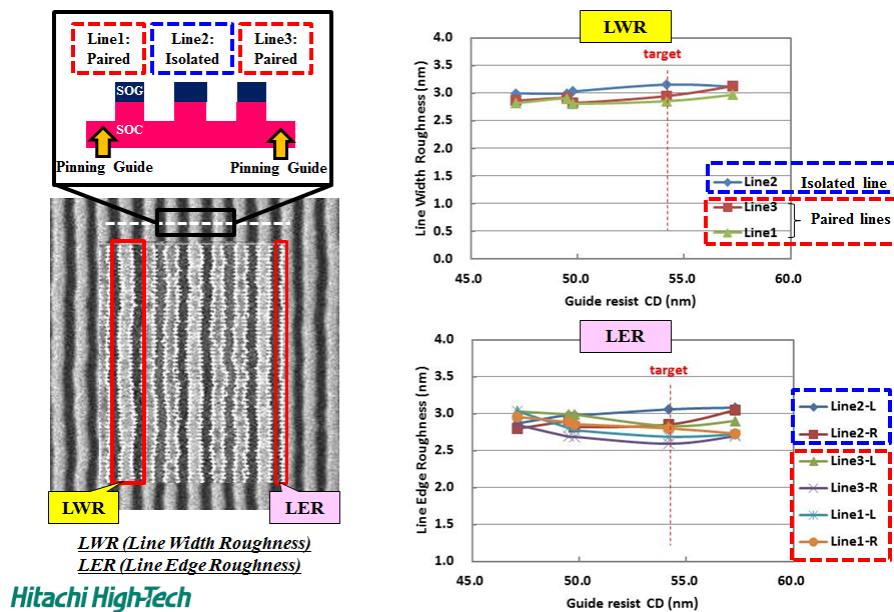 Line1:
Paired
Line2:
Isolated
Line3:
Paired
SOG
SOC
Pinning Guide
Pinning Guide
LWR
LER
LWR (Line Width Roughness)
LER (Line Edge Roughness)
Hitachi High-Tech
LWR
target
Line Width Roughness (nm)
4.0
3.5
3.0
2.5
2.0
1.5
1.0
0.5
0.0
45.0
50.0
55.0
60.0
Guide resist CD (nm)
Line2
Isolated line
Line3
Line1
Paired lines
LER
target
Line Edge Roughness (nm)
4.0
3.0
2.5
2.0
1.5
1.0
45.0
50.0
55.0
60.0
Guide resist CD (nm)
Line2-L
Line2-R
Line3-L
Line3-R
Line1-L
Line1-R